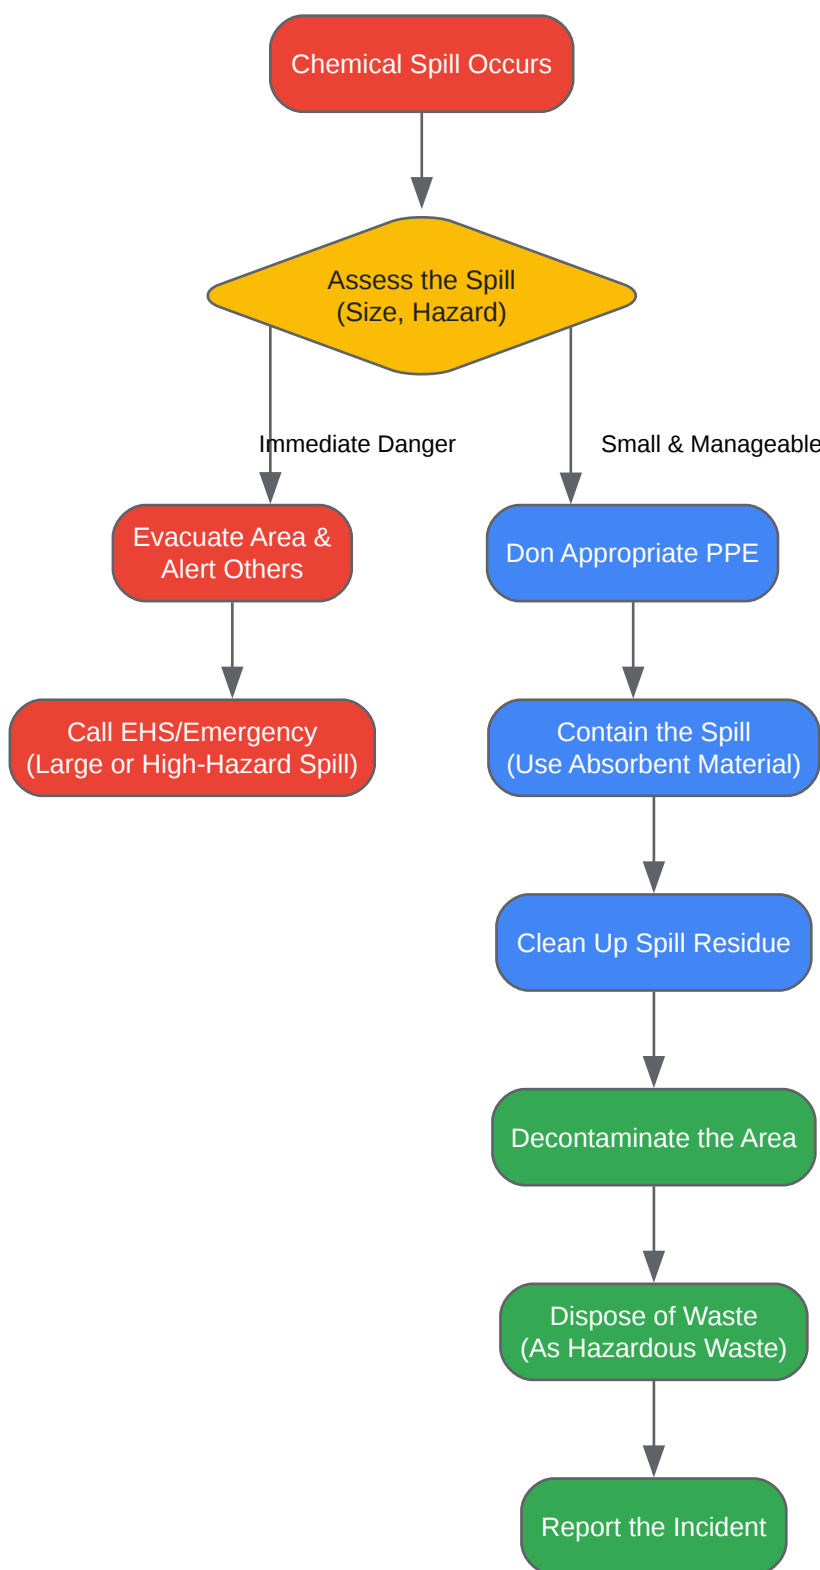 Chemical Spill Occurs
Assess the Spill
(Size, Hazard)
Immediate Danger
Small & Manageable
Evacuate Area &
Alert Others
Don Appropriate PPE
Call EHS/Emergency
(Large or High-Hazard Spill)
Contain the Spill
(Use Absorbent Material)
Clean Up Spill Residue
Decontaminate the Area
Dispose of Waste
(As Hazardous Waste)
Report the Incident